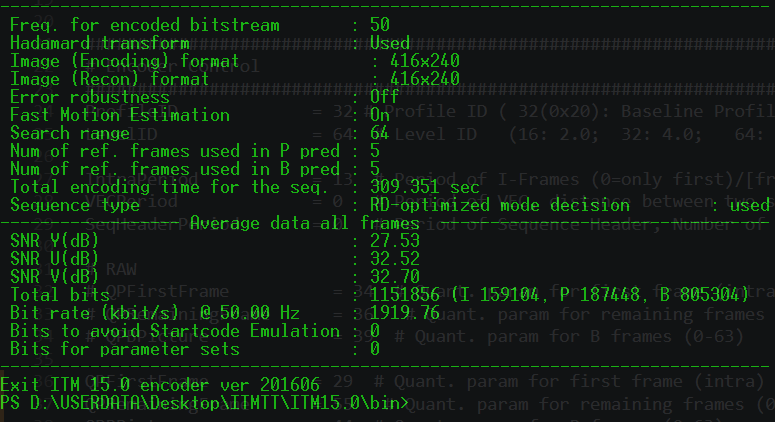 Freq. for encoded bitstream : 50
Hadamard transform : Used
Image (Encoding) format : 416x240
Image (Recon) format : 416x240
Error robustness : Off
Fast Motion Estimation : On
Search range : 64
Num of ref. frames used in P pred : 5
Num of ref. frames used in B pred : 5
Total encoding time for the seq. : 309.351 sec
Sequence type : RD-optimized mode decision : used
------------------ Average data all frames ------------------
SNR Y(dB) : 27.53
SNR U(dB) : 32.52
SNR V(dB) : 32.70
Total bits : 1151856 (I 159104, P 187448, B 805304)
Bit rate (kbit/s) @ 50.00 Hz : 1919.76
Bits to avoid Startcode Emulation : 0
Bits for parameter sets : 0
Exit ITM 15.0 encoder ver 201606
PS D:\USERDATA\Desktop\ITMTT\ITM15.0\bin>